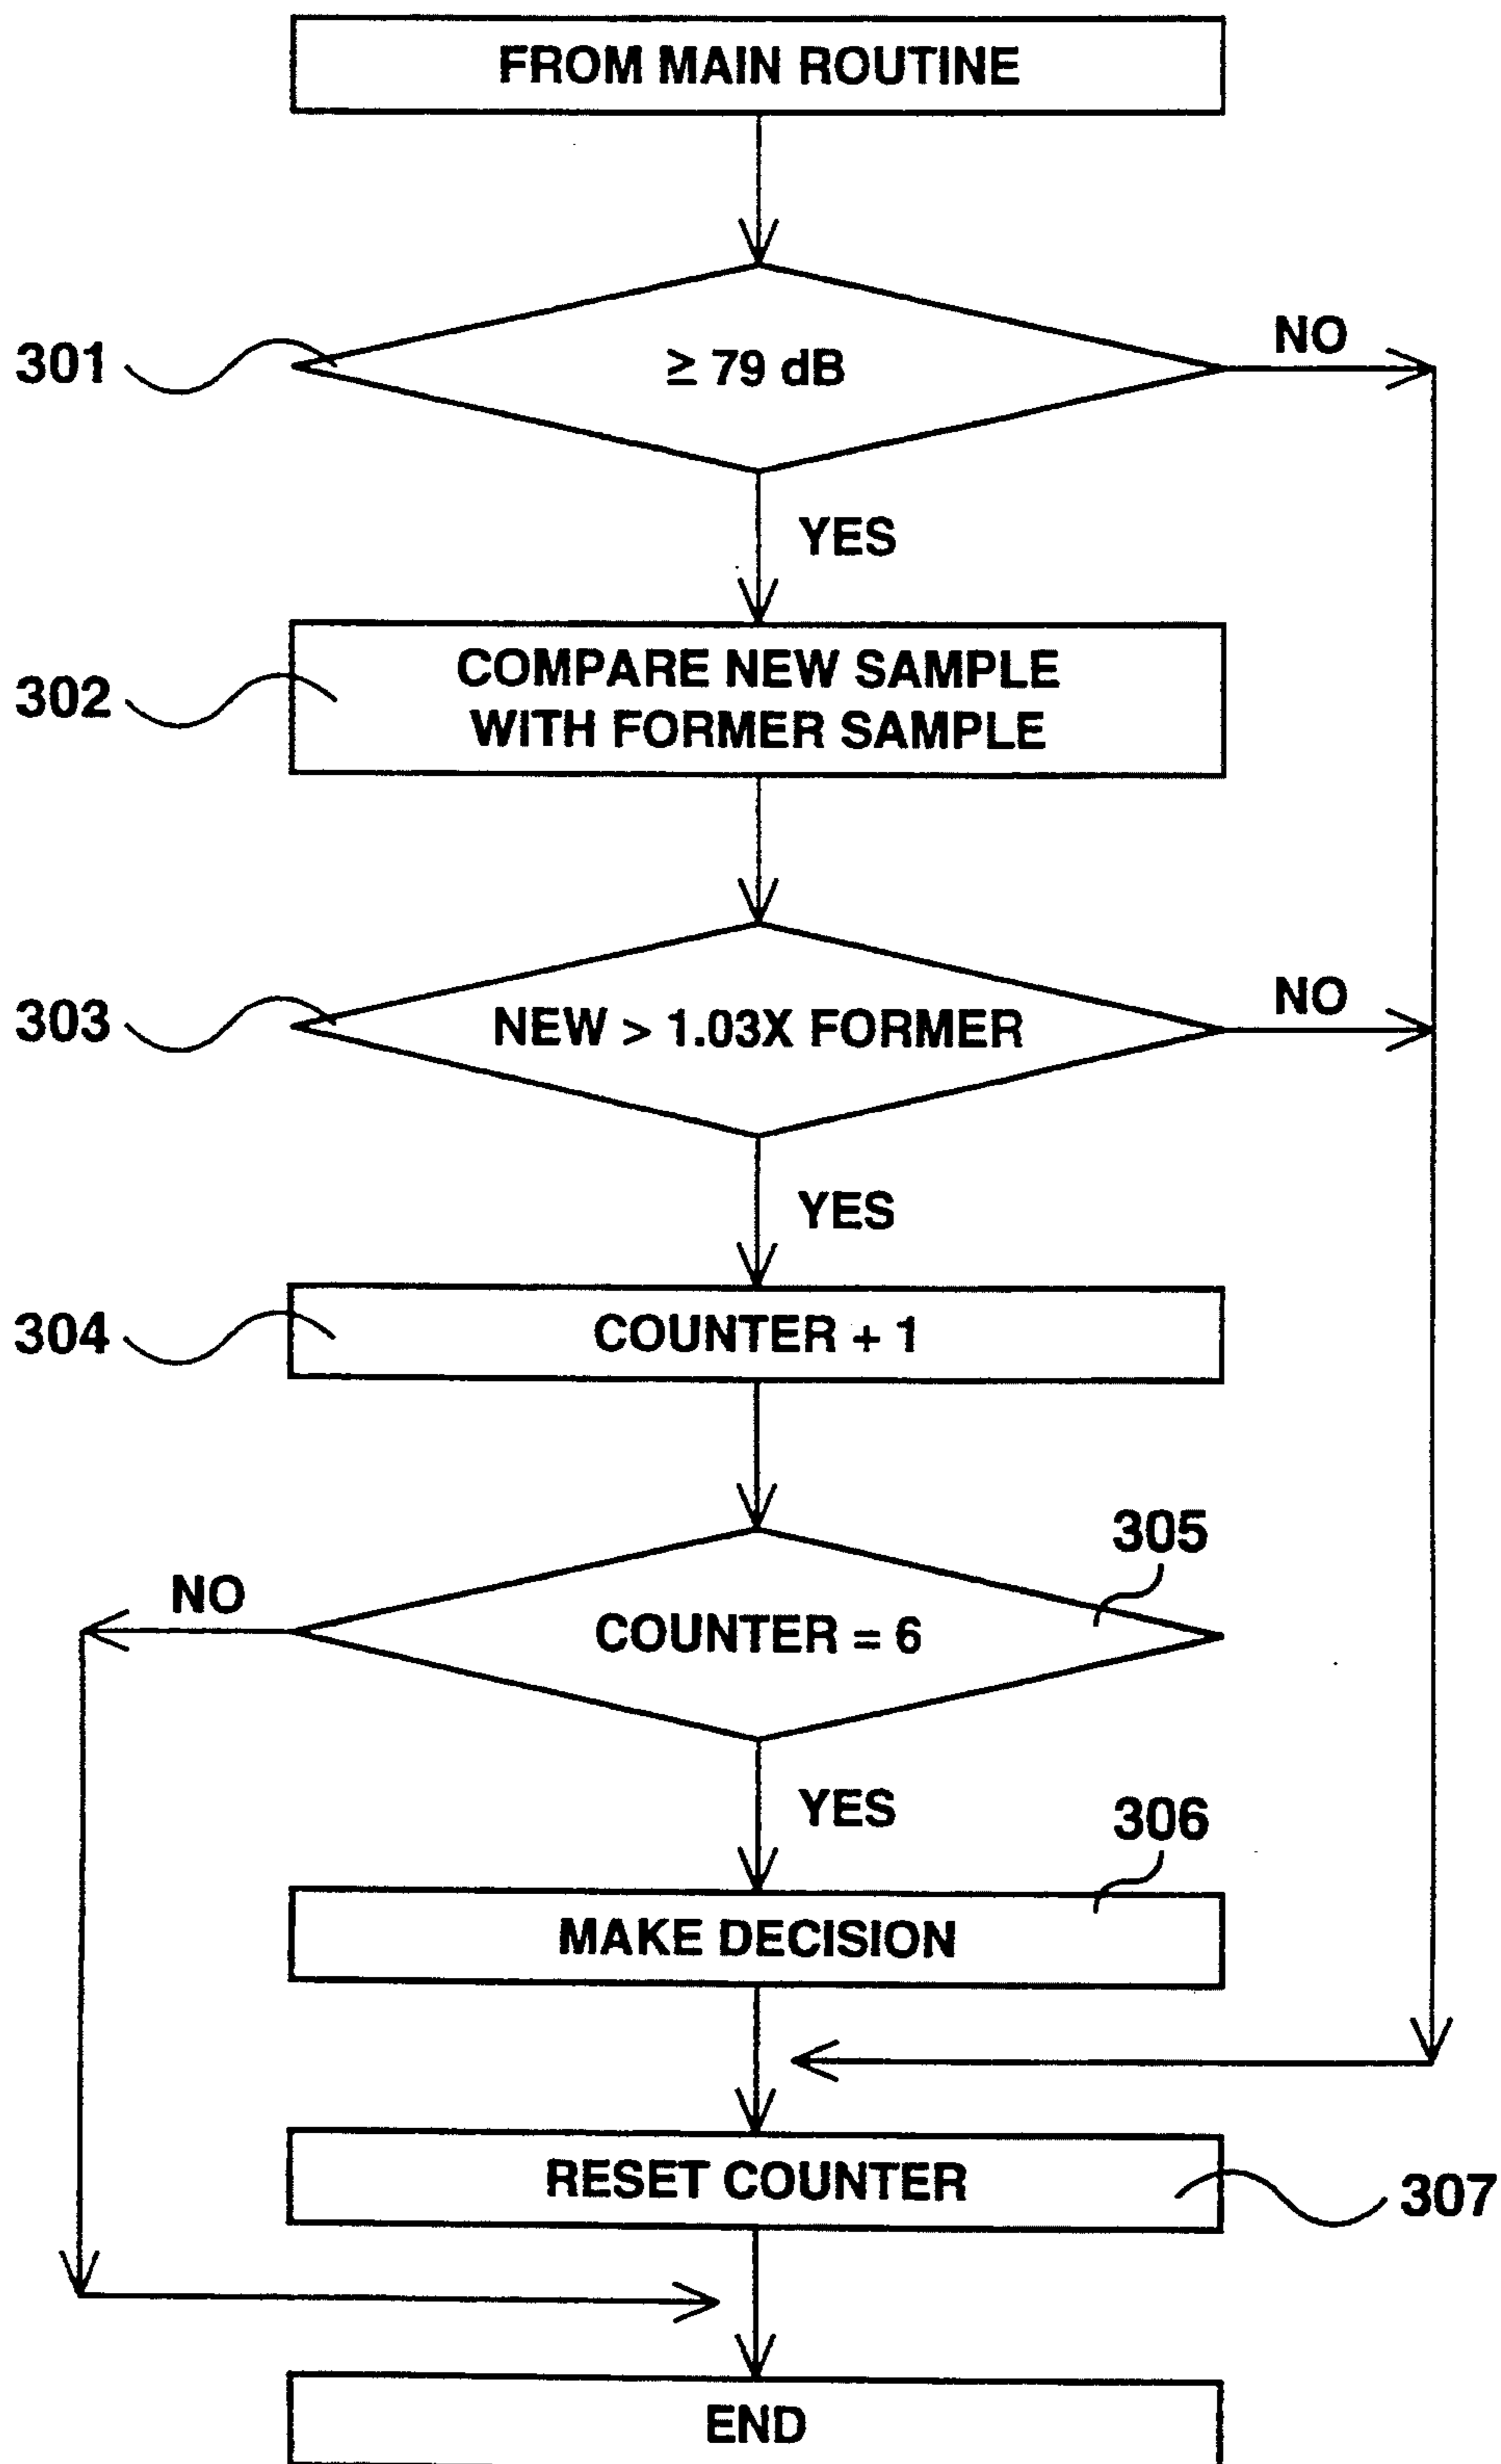 FROM MAIN ROUTINE
301
≥ 79 dB
NO
YES
302
COMPARE NEW SAMPLE
WITH FORMER SAMPLE
303
NEW > 1.03X FORMER
NO
YES
304
COUNTER + 1
305
NO
COUNTER = 6
YES
306
MAKE DECISION
RESET COUNTER
307
END